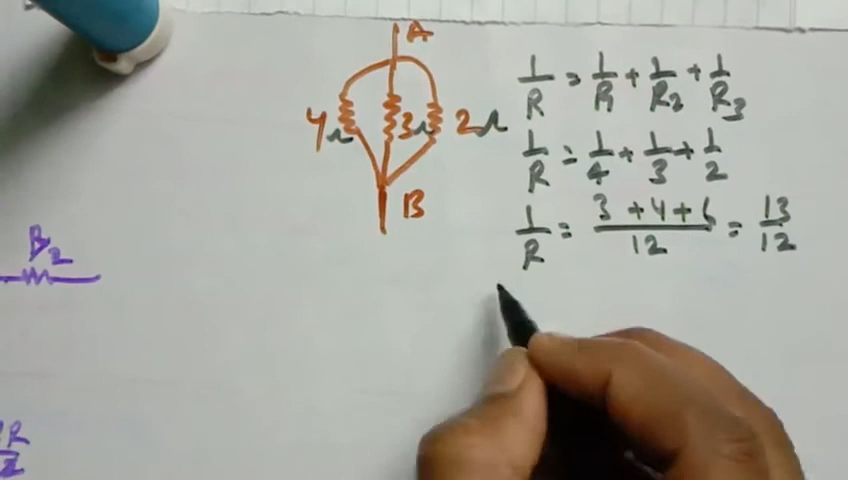 A
4Ω 3Ω 2Ω
B
1/R = 1/R1 + 1/R2 + 1/R3
1/R = 1/4 + 1/3 + 1/2
1/R = 3+4+6/12 = 13/12
R
2